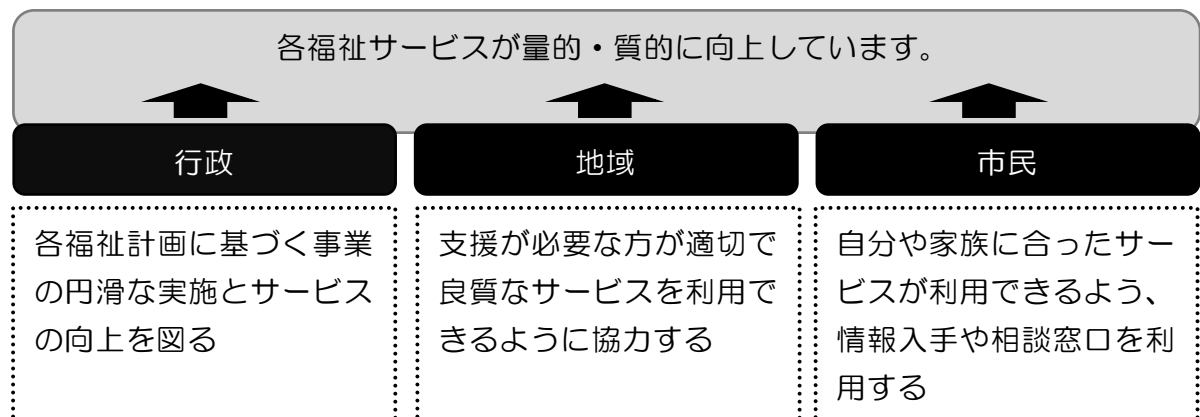 各福祉サービスが量的・質的に向上しています。
行政
地域
市民
各福祉計画に基づく事業
の円滑な実施とサービス
の向上を図る
支援が必要な方が適切で
良質なサービスを利用で
きるように協力する
自分や家族に合ったサー
ビスが利用できるよう、
情報入手や相談窓口を利
用する